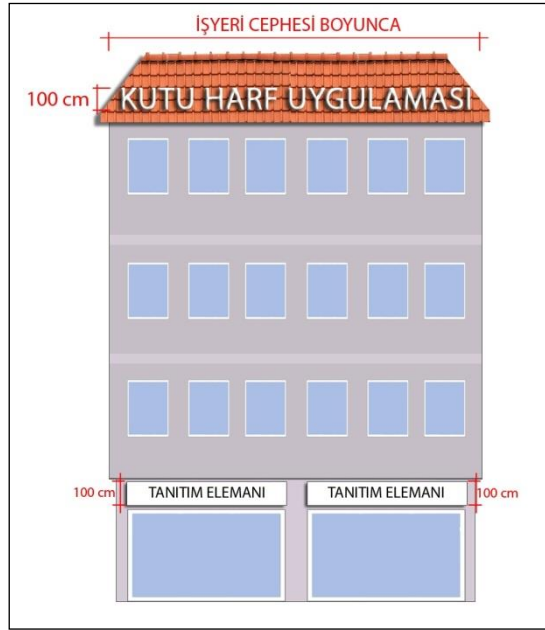 İŞYERİ CEPHESİ BOYUNCA
100 cm
KUTU HARF UYGULAMASI
100 cm
TANITIM ELEMANI
TANITIM ELEMANI
100 cm